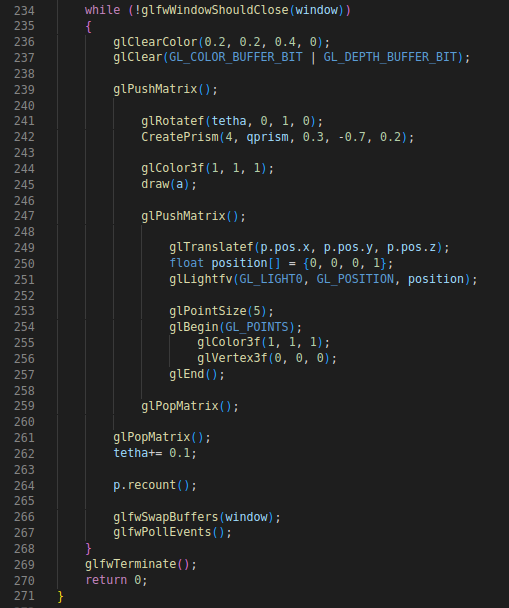 234 while (!glfwWindowShouldClose(window))
235 {
236 glClearColor(0.2, 0.2, 0.4, 0);
237 glClear(GL_COLOR_BUFFER_BIT | GL_DEPTH_BUFFER_BIT);
238
239 glPushMatrix();
240
241 glRotatef(tetha, 0, 1, 0);
242 CreatePrism(4, qprism, 0.3, -0.7, 0.2);
243
244 glColor3f(1, 1, 1);
245 draw(a);
246
247 glPushMatrix();
248
249 glTranslatef(p.pos.x, p.pos.y, p.pos.z);
250 float position[] = {0, 0, 0, 1};
251 glLightfv(GL_LIGHT0, GL_POSITION, position);
252
253 glPointSize(5);
254 glBegin(GL_POINTS);
255 glColor3f(1, 1, 1);
256 glVertex3f(0, 0, 0);
257 glEnd();
258
259 glPopMatrix();
260
261 glPopMatrix();
262 tetha+= 0.1;
263
264 p.recount();
265
266 glfwSwapBuffers(window);
267 glfwPollEvents();
268 }
269 glfwTerminate();
270 return 0;
271 }